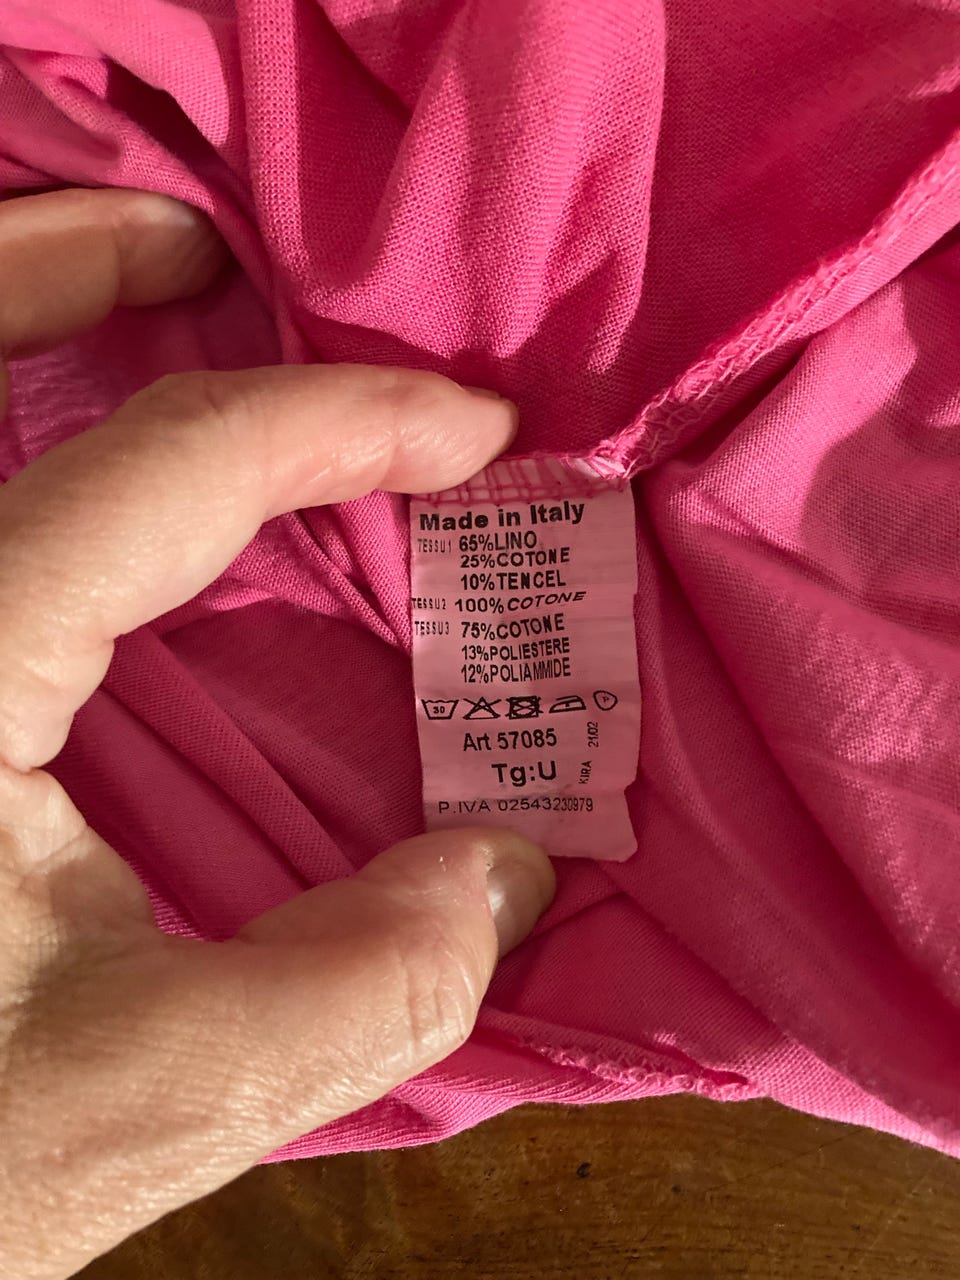 Made in Italy
TESSU1 65%LINO
25%COTONE
10%TENCEL
TESSU2 100%COTONE
TESSU3 75%COTONE
13%POLIESTERE
12%POLIAMMIDE
30
Art 57085
Tg:U
KIRA 21/02
P.IVA 02543230979